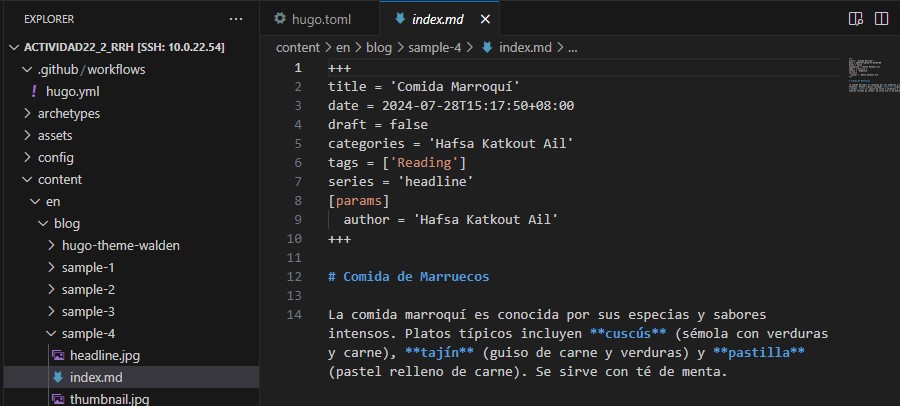 EXPLORER
hugo.toml
index.md
ACTIVIDAD22_2_RRH [SSH: 10.0.22.54]
.github/workflows
hugo.yml
archetypes
assets
config
content
en
blog
hugo-theme-walden
sample-1
sample-2
sample-3
sample-4
headline.jpg
index.md
thumbnail.jpg
content > en > blog > sample-4 > index.md > ...
1 +++
2 title = 'Comida Marroquí'
3 date = 2024-07-28T15:17:50+08:00
4 draft = false
5 categories = 'Hafsa Katkout Ail'
6 tags = ['Reading']
7 series = 'headline'
8 [params]
9 author = 'Hafsa Katkout Ail'
10 +++
11
12 # Comida de Marruecos
13
14 La comida marroquí es conocida por sus especias y sabores
intensos. Platos típicos incluyen **cuscús** (sémola con verduras
y carne), **tajín** (guiso de carne y verduras) y **pastilla**
(pastel relleno de carne). Se sirve con té de menta.